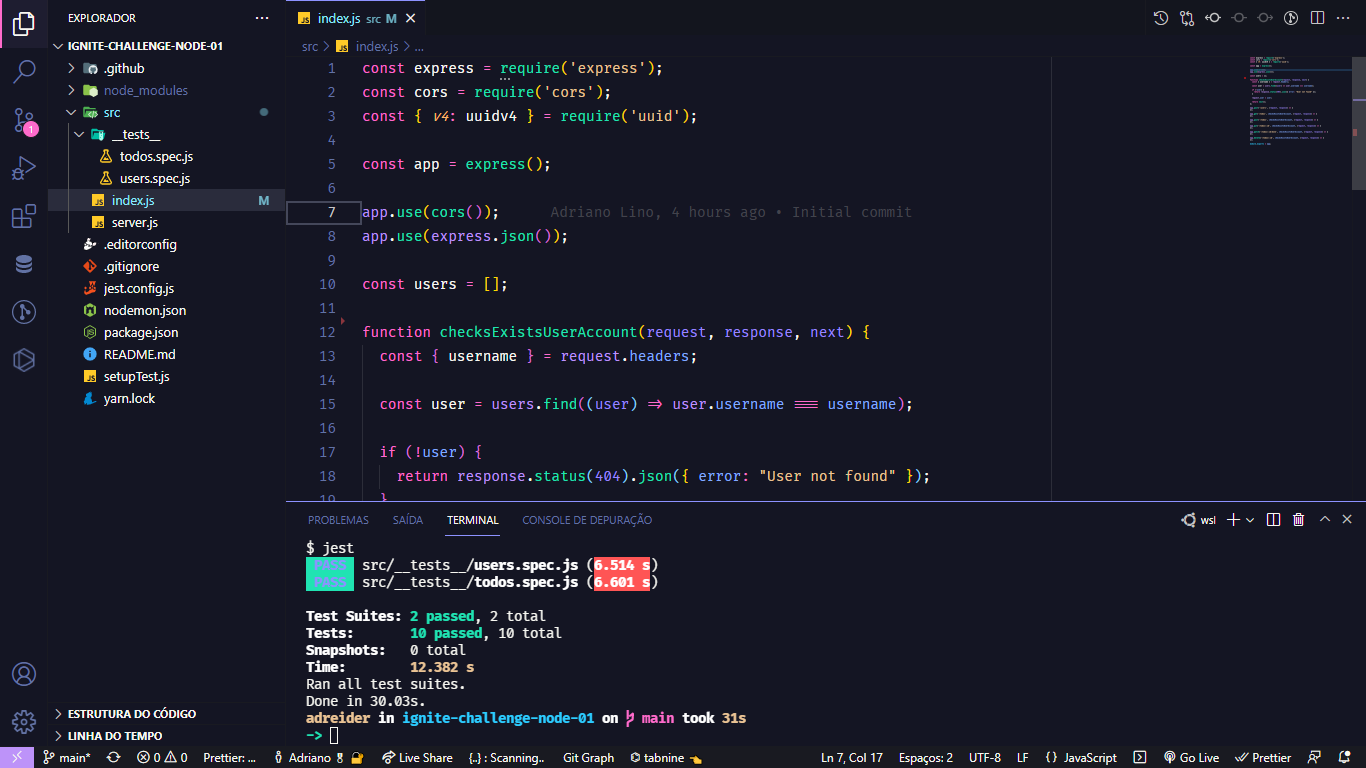 EXPLORADOR
IGNITE-CHALLENGE-NODE-01
.github
node_modules
src
__tests__
todos.spec.js
users.spec.js
index.js M
server.js
.editorconfig
.gitignore
jest.config.js
nodemon.json
package.json
README.md
setupTest.js
yarn.lock
ESTRUTURA DO CÓDIGO
LINHA DO TEMPO
1
index.js src M
src > index.js > ...
1 const express = require('express');
2 const cors = require('cors');
3 const { v4: uuidv4 } = require('uuid');
4
5 const app = express();
6
7 app.use(cors()); Adriano Lino, 4 hours ago • Initial commit
8 app.use(express.json());
9
10 const users = [];
11
12 function checksExistsUserAccount(request, response, next) {
13 const { username } = request.headers;
14
15 const user = users.find((user) => user.username === username);
16
17 if (!user) {
18 return response.status(404).json({ error: "User not found" });
19 }
PROBLEMAS SAÍDA TERMINAL CONSOLE DE DEPURAÇÃO wsl
$ jest
PASS src/__tests__/users.spec.js (6.514 s)
PASS src/__tests__/todos.spec.js (6.601 s)
Test Suites: 2 passed, 2 total
Tests: 10 passed, 10 total
Snapshots: 0 total
Time: 12.382 s
Ran all test suites.
Done in 30.03s.
adreider in ignite-challenge-node-01 on main took 31s
->
main* 0 0 Prettier: ... Adriano Live Share {..} : Scanning.. Git Graph tabnine Ln 7, Col 17 Espaços: 2 UTF-8 LF {} JavaScript Go Live Prettier